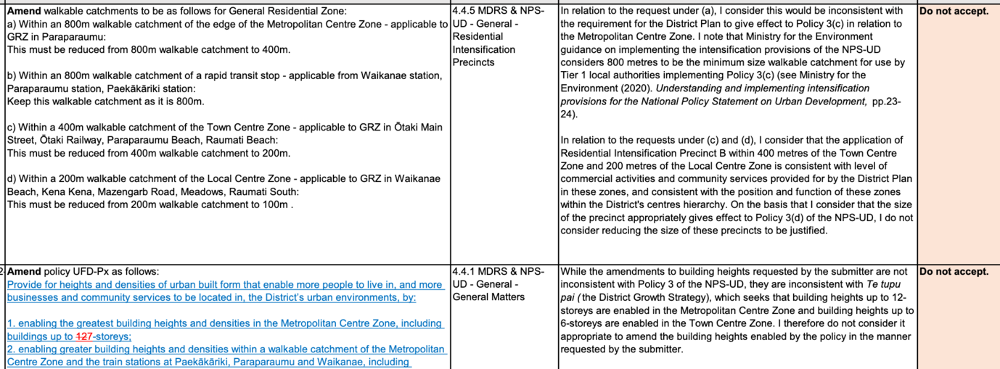 Amend walkable catchments to be as follows for General Residential Zone:
a) Within an 800m walkable catchment of the edge of the Metropolitan Centre Zone - applicable to
GRZ in Paraparaumu:
This must be reduced from 800m walkable catchment to 400m.
b) Within an 800m walkable catchment of a rapid transit stop - applicable from Waikanae station,
Paraparaumu station, Paekākāriki station:
Keep this walkable catchment as it is 800m.
c) Within a 400m walkable catchment of the Town Centre Zone - applicable to GRZ in Ōtaki Main
Street, Ōtaki Railway, Paraparaumu Beach, Raumati Beach:
This must be reduced from 400m walkable catchment to 200m.
d) Within a 200m walkable catchment of the Local Centre Zone - applicable to GRZ in Waikanae
Beach, Kena Kena, Mazengarb Road, Meadows, Raumati South:
This must be reduced from 200m walkable catchment to 100m .
4.4.5 MDRS & NPS-
UD - General -
Residential
Intensification
Precincts
In relation to the request under (a), I consider this would be inconsistent with
the requirement for the District Plan to give effect to Policy 3(c) in relation to
the Metropolitan Centre Zone. I note that Ministry for the Environment
guidance on implementing the intensification provisions of the NPS-UD
considers 800 metres to be the minimum size walkable catchment for use by
Tier 1 local authorities implementing Policy 3(c) (see Ministry for the
Environment (2020). Understanding and implementing intensification
provisions for the National Policy Statement on Urban Development, pp.23-
24).
In relation to the requests under (c) and (d), I consider that the application of
Residential Intensification Precinct B within 400 metres of the Town Centre
Zone and 200 metres of the Local Centre Zone is consistent with level of
commercial activities and community services provided for by the District Plan
in these zones, and consistent with the position and function of these zones
within the District's centres hierarchy. On the basis that I consider that the size
of the precinct appropriately gives effect to Policy 3(d) of the NPS-UD, I do not
consider reducing the size of these precincts to be justified.
Do not accept.
Amend policy UFD-Px as follows:
Provide for heights and densities of urban built form that enable more people to live in, and more
businesses and community services to be located in, the District's urban environments, by:
1. enabling the greatest building heights and densities in the Metropolitan Centre Zone, including
buildings up to 127-storeys;
2. enabling greater building heights and densities within a walkable catchment of the Metropolitan
Centre Zone and the train stations at Paekākāriki, Paraparaumu and Waikanae, including
4.4.1 MDRS & NPS-
UD - General -
General Matters
While the amendments to building heights requested by the submitter are not
inconsistent with Policy 3 of the NPS-UD, they are inconsistent with Te tupu
pai (the District Growth Strategy), which seeks that building heights up to 12-
storeys are enabled in the Metropolitan Centre Zone and building heights up to
6-storeys are enabled in the Town Centre Zone. I therefore do not consider it
appropriate to amend the building heights enabled by the policy in the manner
requested by the submitter.
Do not accept.